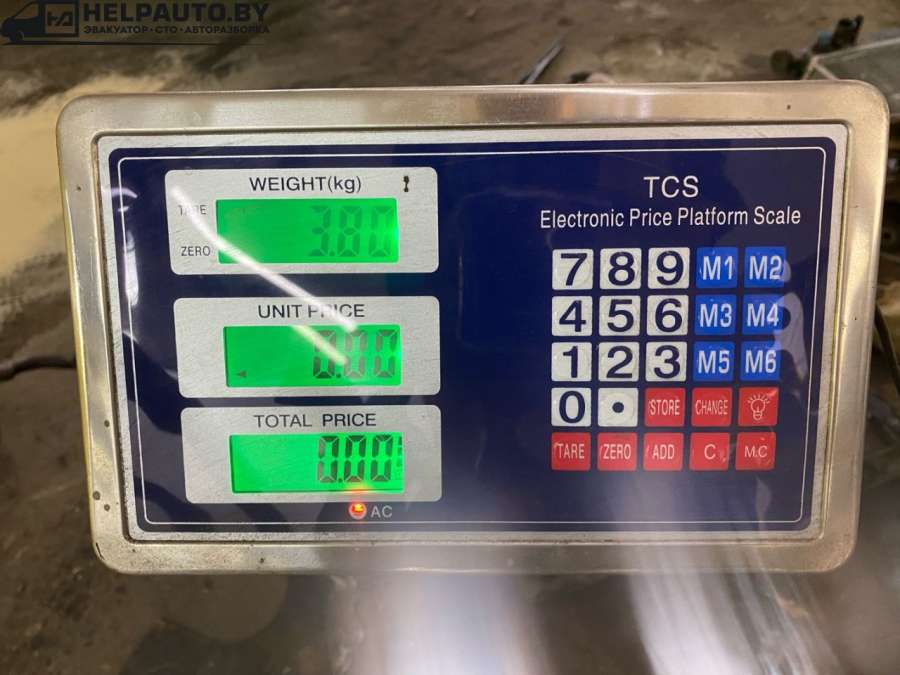 HELPAUTO.BY
ЭВАКУАТОР • СТО • АВТОРАЗБОРКА
WEIGHT(kg)
TARE
3.80
ZERO
UNIT PRICE
0.00
TOTAL PRICE
0.00
AC
TCS
Electronic Price Platform Scale
7 8 9 M1 M2
4 5 6 M3 M4
1 2 3 M5 M6
0 • STORE CHANGE
TARE ZERO ADD C M.C